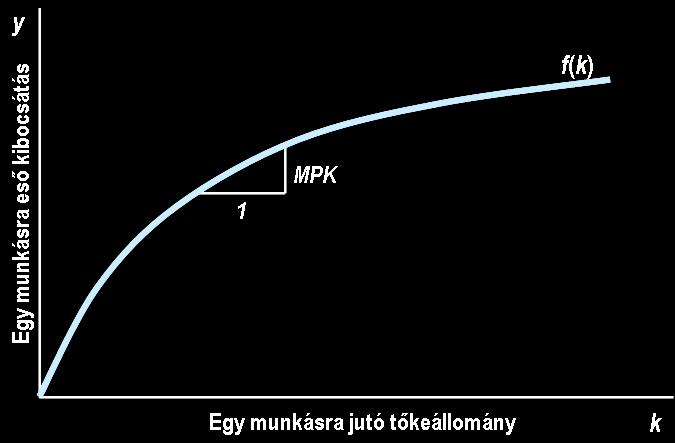 y
Egy munkásra eső kibocsátás
f(k)
MPK
1
Egy munkásra jutó tőkeállomány
k